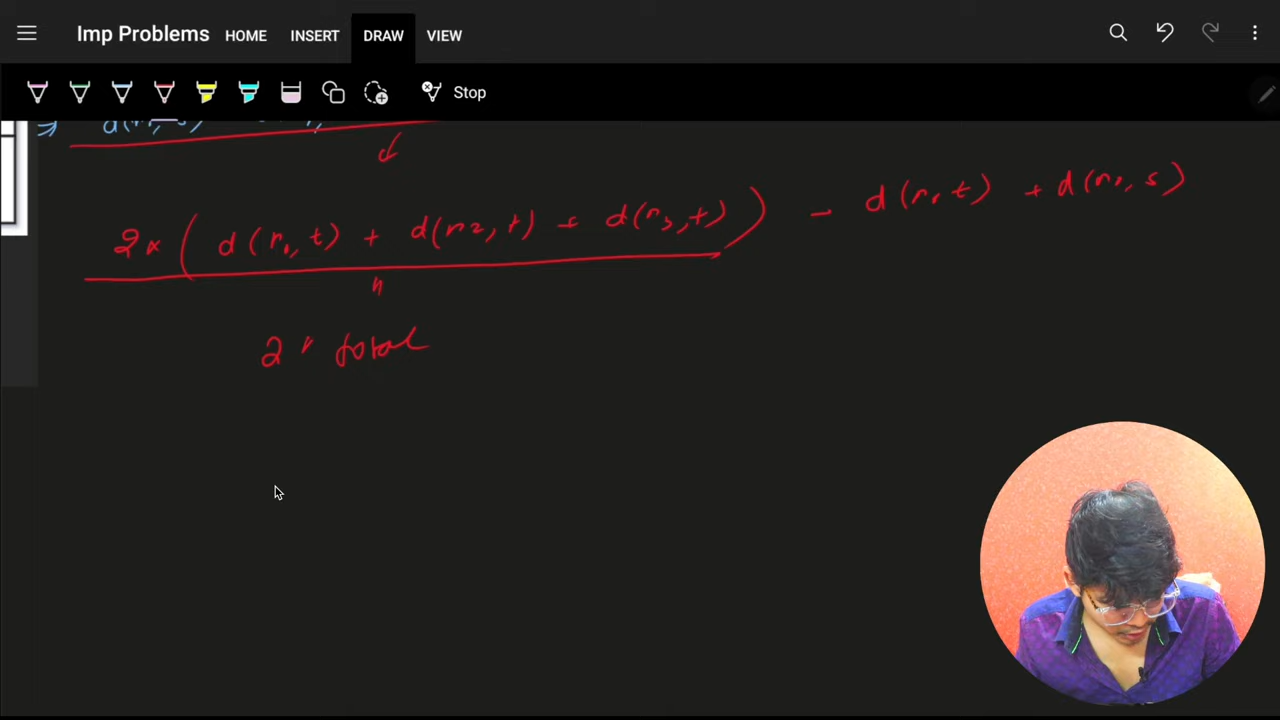 Imp Problems HOME INSERT DRAW VIEW
Stop
2 × ( d(r₁, t) + d(r2, t) + d(r₃, t) ) - d(r₁, t) + d(r₁, s)
2 * total